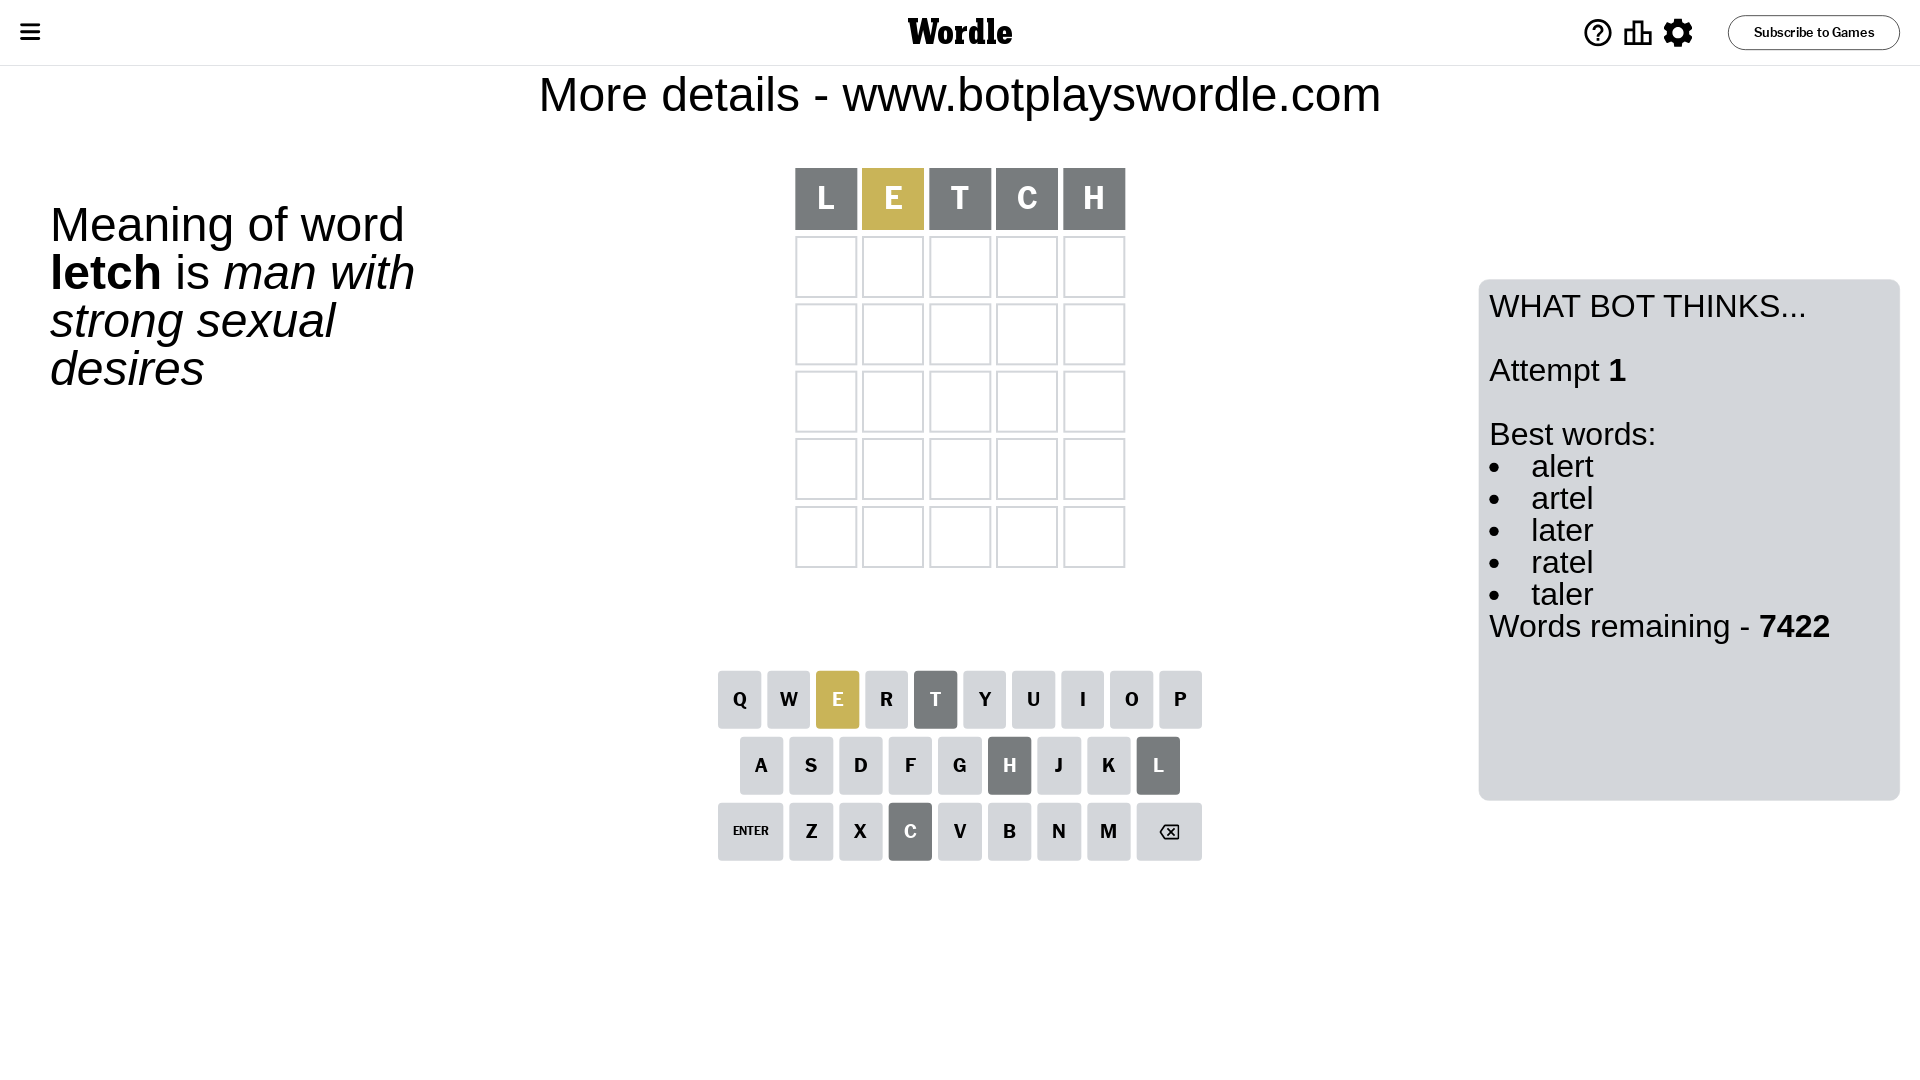 Wordle
Subscribe to Games
More details - www.botplayswordle.com
Meaning of word
letch is man with
strong sexual
desires
L E T C H
WHAT BOT THINKS...
Attempt 1
Best words:
• alert
• artel
• later
• ratel
• taler
Words remaining - 7422
Q W E R T Y U I O P
A S D F G H J K L
ENTER Z X C V B N M